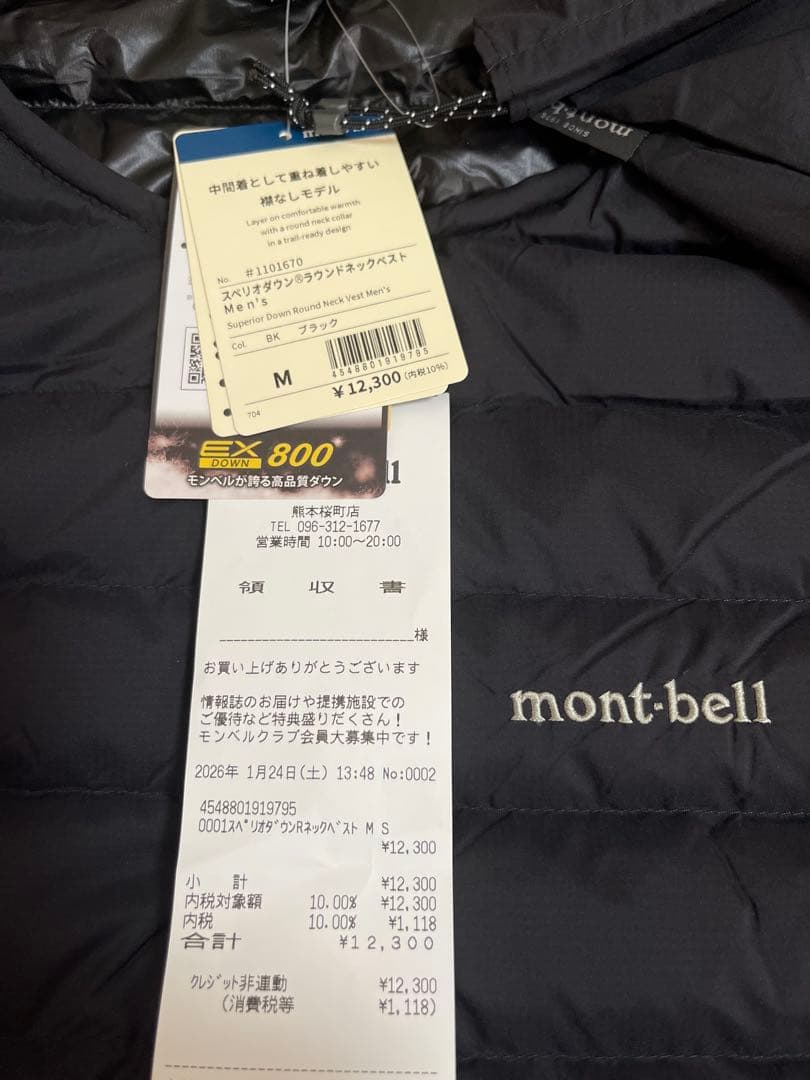 中間着として重ね着しやすい
襟なしモデル
Layer on comfortable warmth
with a round neck collar
in a trail-ready design
No. #1101670
スペリオダウン®ラウンドネックベスト
Men's
Superior Down Round Neck Vest Men's
Col. BK ブラック
M
4548801919795
¥12,300(内税10%)
704
EX
DOWN
800
モンベルが誇る高品質ダウン
熊本桜町店
TEL 096-312-1677
営業時間 10:00~20:00
領 収 書
様
お買い上げありがとうございます
情報誌のお届けや提携施設での
ご優待など特典盛りだくさん!
モンベルクラブ会員大募集中です!
2026年 1月24日(土) 13:48 No:0002
4548801919795
0001スペリオダウンRネックベスト M S
¥12,300
小 計 ¥12,300
内税対象額 10.00% ¥12,300
内税 10.00% ¥1,118
合計 ¥12,300
クレジット非連動 ¥12,300
(消費税等 ¥1,118)
mont-bell